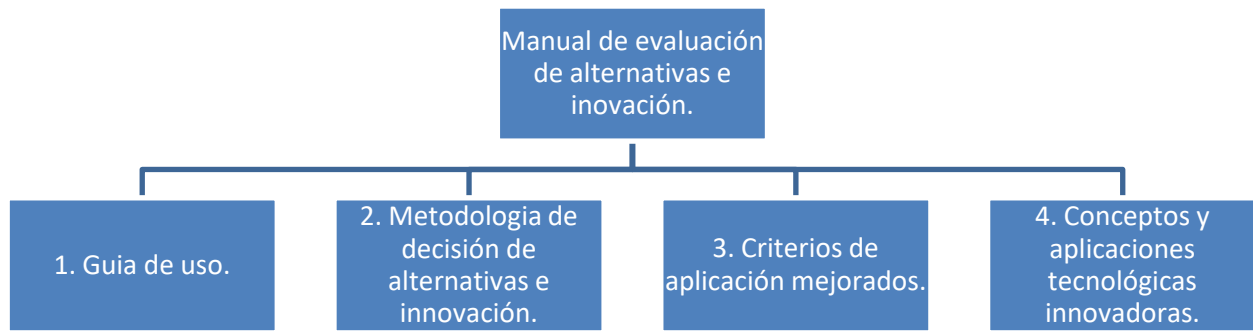 Manual de evaluación
de alternativas e
inovación.
1. Guia de uso.
2. Metodologia de
decisión de
alternativas e
innovación.
3. Criterios de
aplicación mejorados.
4. Conceptos y
aplicaciones
tecnológicas
innovadoras.